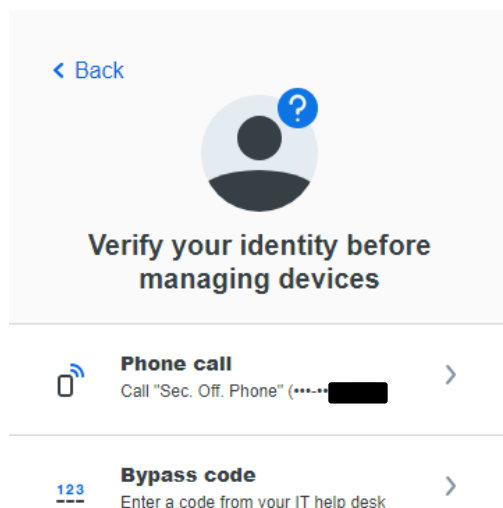 < Back
?
Verify your identity before
managing devices
Phone call
Call "Sec. Off. Phone" (•••-••
123
Bypass code
Enter a code from your IT help desk